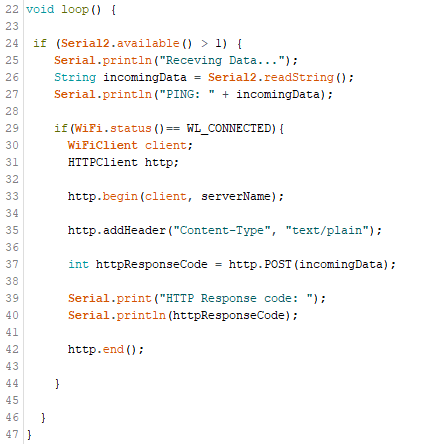 22 void loop() {
23
24 if (Serial2.available() > 1) {
25 Serial.println("Receving Data...");
26 String incomingData = Serial2.readString();
27 Serial.println("PING: " + incomingData);
28
29 if(WiFi.status()== WL_CONNECTED){
30 WiFiClient client;
31 HTTPClient http;
32
33 http.begin(client, serverName);
34
35 http.addHeader("Content-Type", "text/plain");
36
37 int httpResponseCode = http.POST(incomingData);
38
39 Serial.print("HTTP Response code: ");
40 Serial.println(httpResponseCode);
41
42 http.end();
43
44 }
45
46 }
47 }